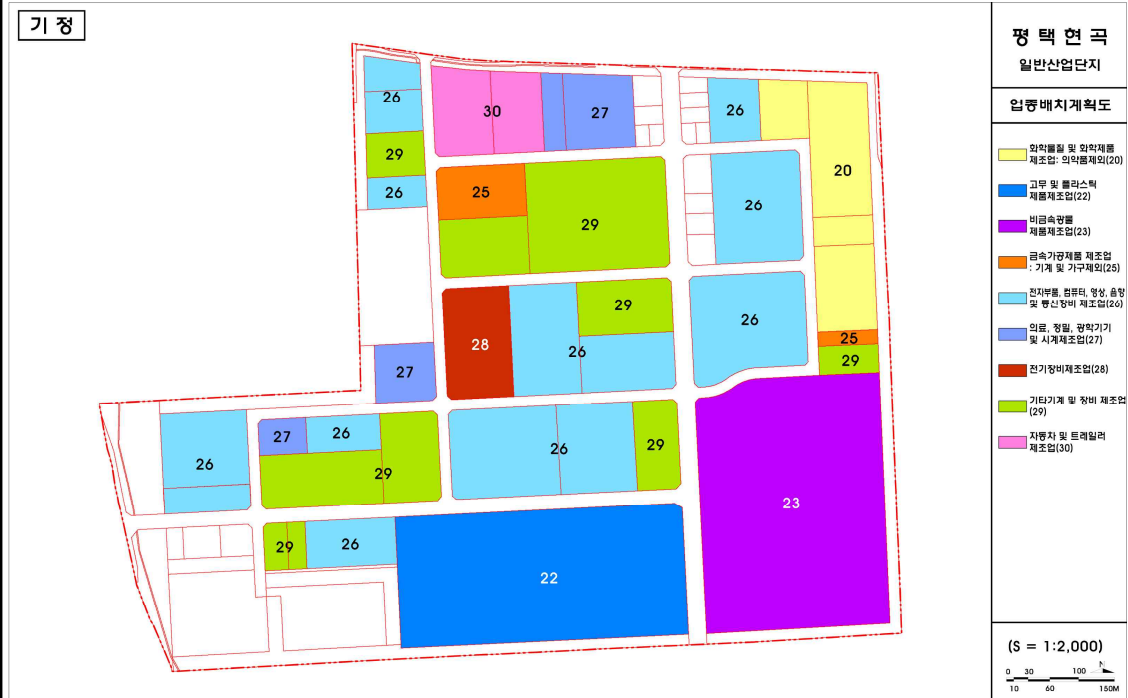 기 정
평 택 현 곡
일반산업단지
업종배치계획도
화학물질 및 화학제품
제조업: 의약품제외(20)
고무 및 플라스틱
제품제조업(22)
비금속광물
제품제조업(23)
금속가공제품 제조업
: 기계 및 가구제외(25)
전자부품, 컴퓨터, 영상, 음향
및 통신장비 제조업(26)
의료, 정밀, 광학기기
및 시계제조업(27)
전기장비제조업(28)
기타기계 및 장비 제조업
(29)
자동차 및 트레일러
제조업(30)
(S = 1:2,000)
N
0 30 100
10 60 150M
26
30
27
26
29
20
26
25
26
29
29
26
28
26
25
27
29
27
26
26
29
26
29
23
29
26
22